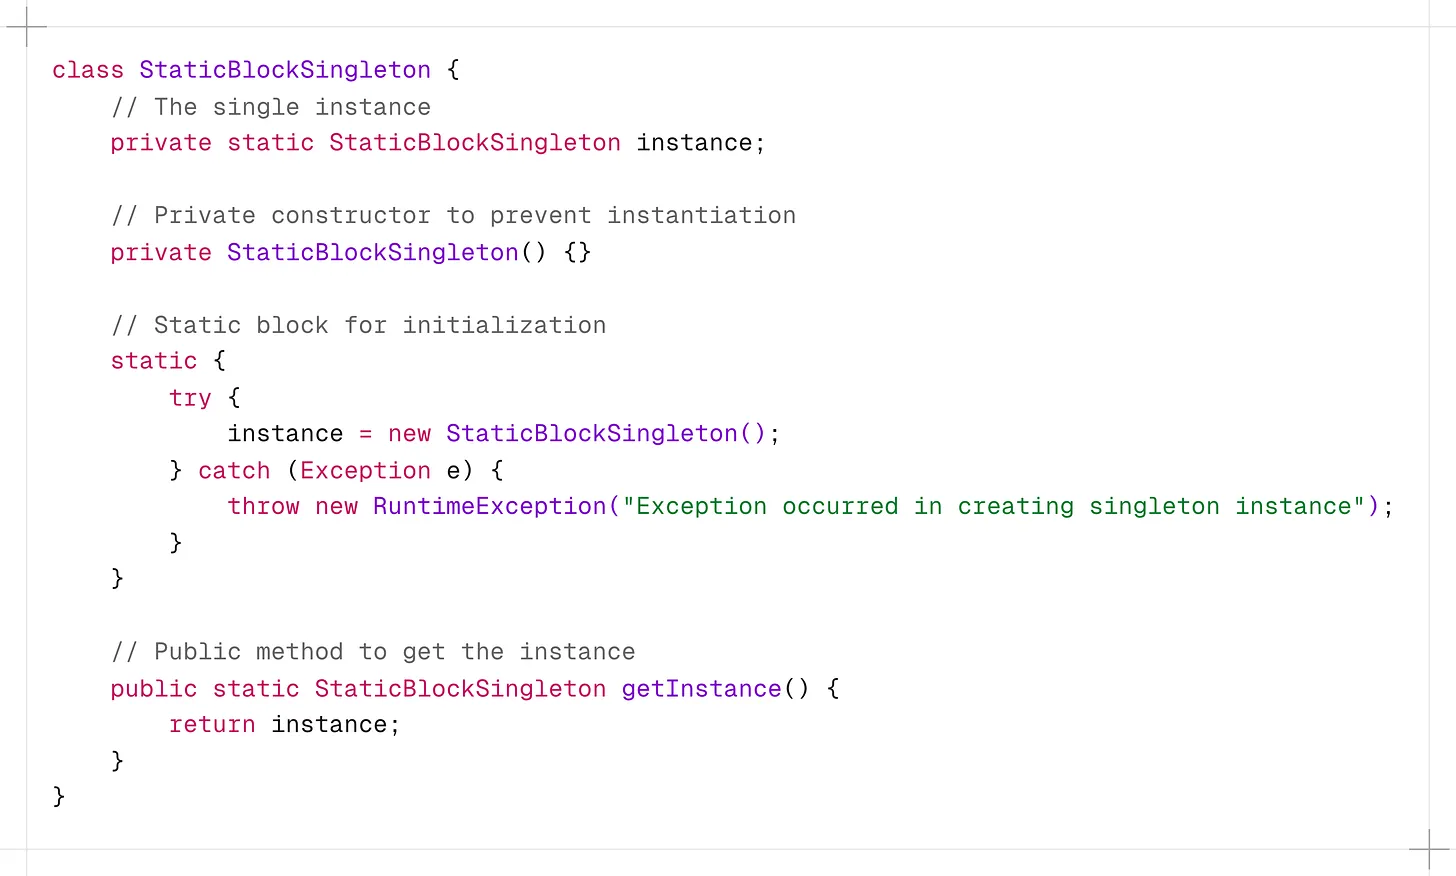 class StaticBlockSingleton {
    // The single instance
    private static StaticBlockSingleton instance;

    // Private constructor to prevent instantiation
    private StaticBlockSingleton() {}

    // Static block for initialization
    static {
        try {
            instance = new StaticBlockSingleton();
        } catch (Exception e) {
            throw new RuntimeException("Exception occurred in creating singleton instance");
        }
    }

    // Public method to get the instance
    public static StaticBlockSingleton getInstance() {
        return instance;
    }
}